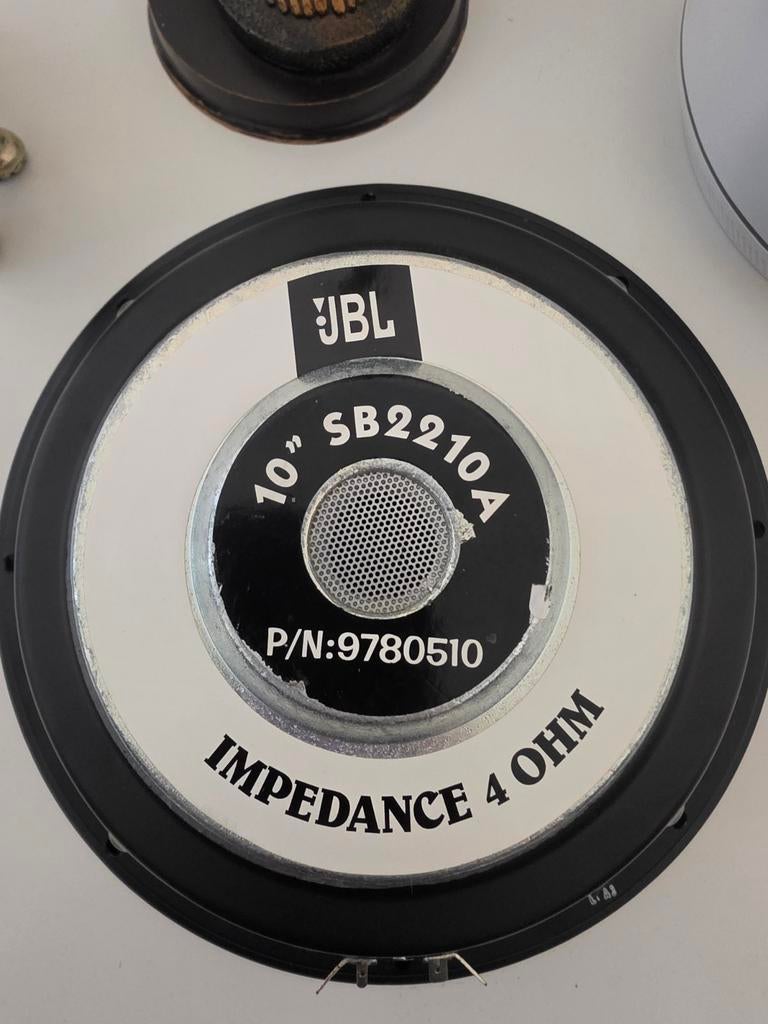 JBL
10” SB2210A
P/N:9780510
IMPEDANCE 4 OHM